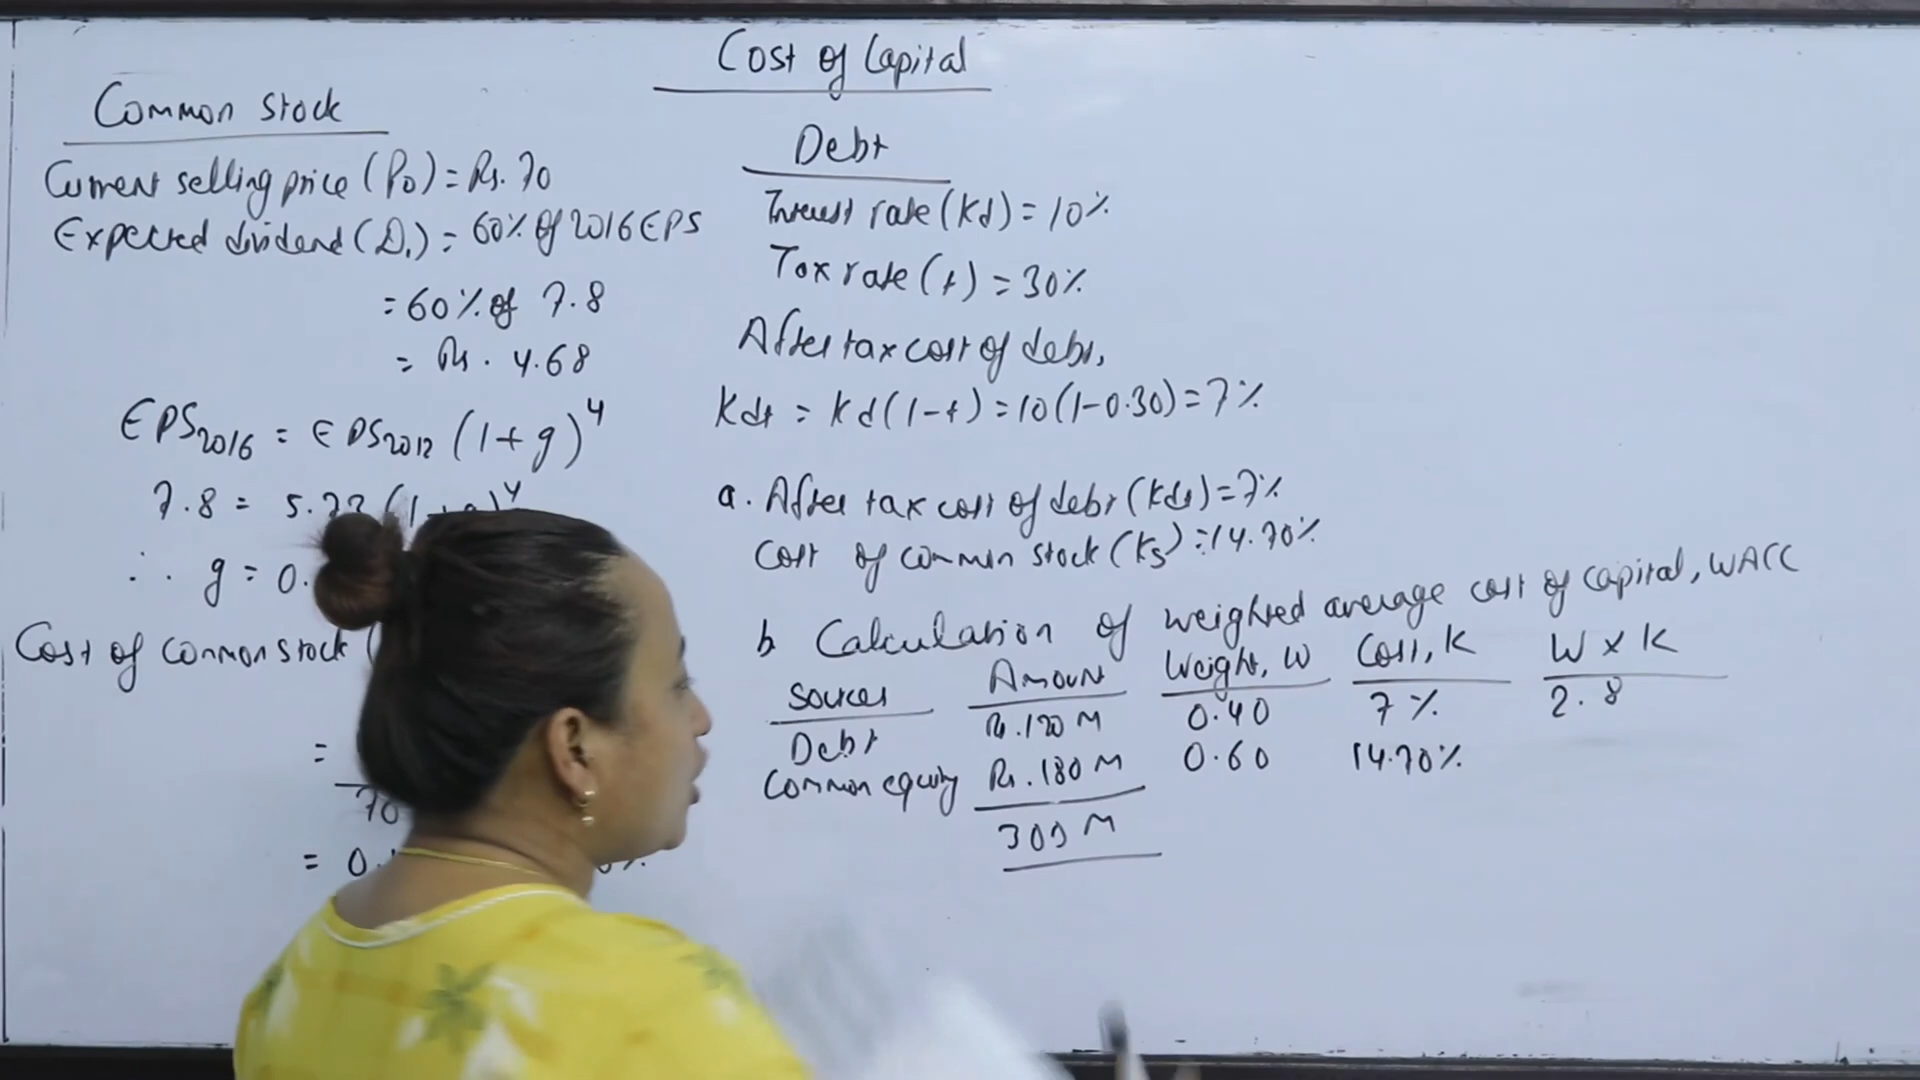 Cost of Capital
Common stock
Current selling price (P0) = Rs. 70
Expected dividend (D1) = 60% of 2016 EPS
= 60% of 7.8
= Rs. 4.68
EPS2016 = EPS2012 (1+g)^4
7.8 = 5.
∴ g = 0.
Cost of common stock (
=
70
= 0.
Debt
Interest rate (Kd) = 10%
Tax rate (t) = 30%
After tax cost of debt,
Kdt = Kd(1-t) = 10(1-0.30) = 7%
a. After tax cost of debt (Kdt) = 7%
Cost of common stock (Ks) = 14.70%
b Calculation of weighted average cost of capital, WACC
Sources Amount Weight, W Cost, K W x K
Debt Rs. 120 M 0.40 7% 2.8
Common equity Rs. 180 M 0.60 14.70%
300 M